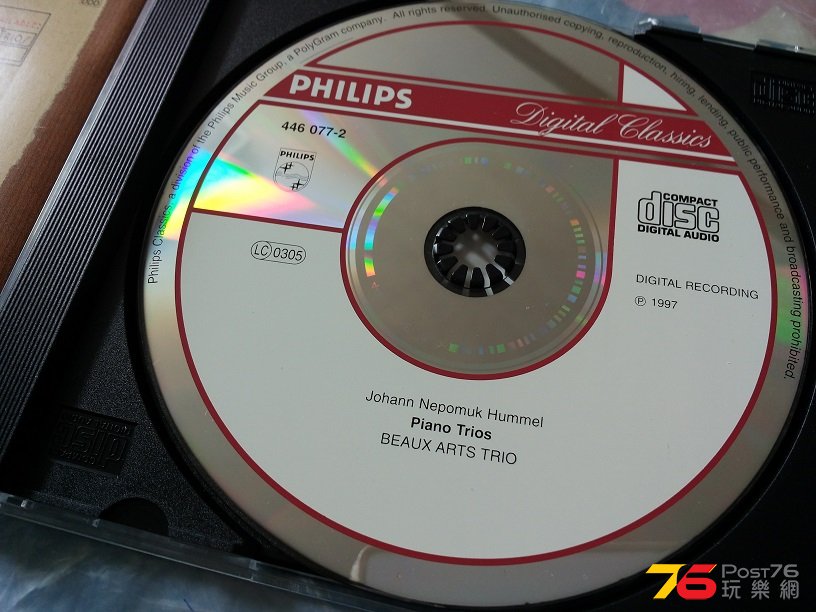 Philips Classics, a division of the Philips Music Group, a PolyGram company. All rights reserved. Unauthorised copying, reproduction, hiring, lending, public performance and broadcasting prohibited.
PHILIPS
Digital Classics
446 077-2
PHILIPS
COMPACT
disc
DIGITAL AUDIO
LC 0305
DIGITAL RECORDING
℗ 1997
Johann Nepomuk Hummel
Piano Trios
BEAUX ARTS TRIO
76 POST76
玩樂網